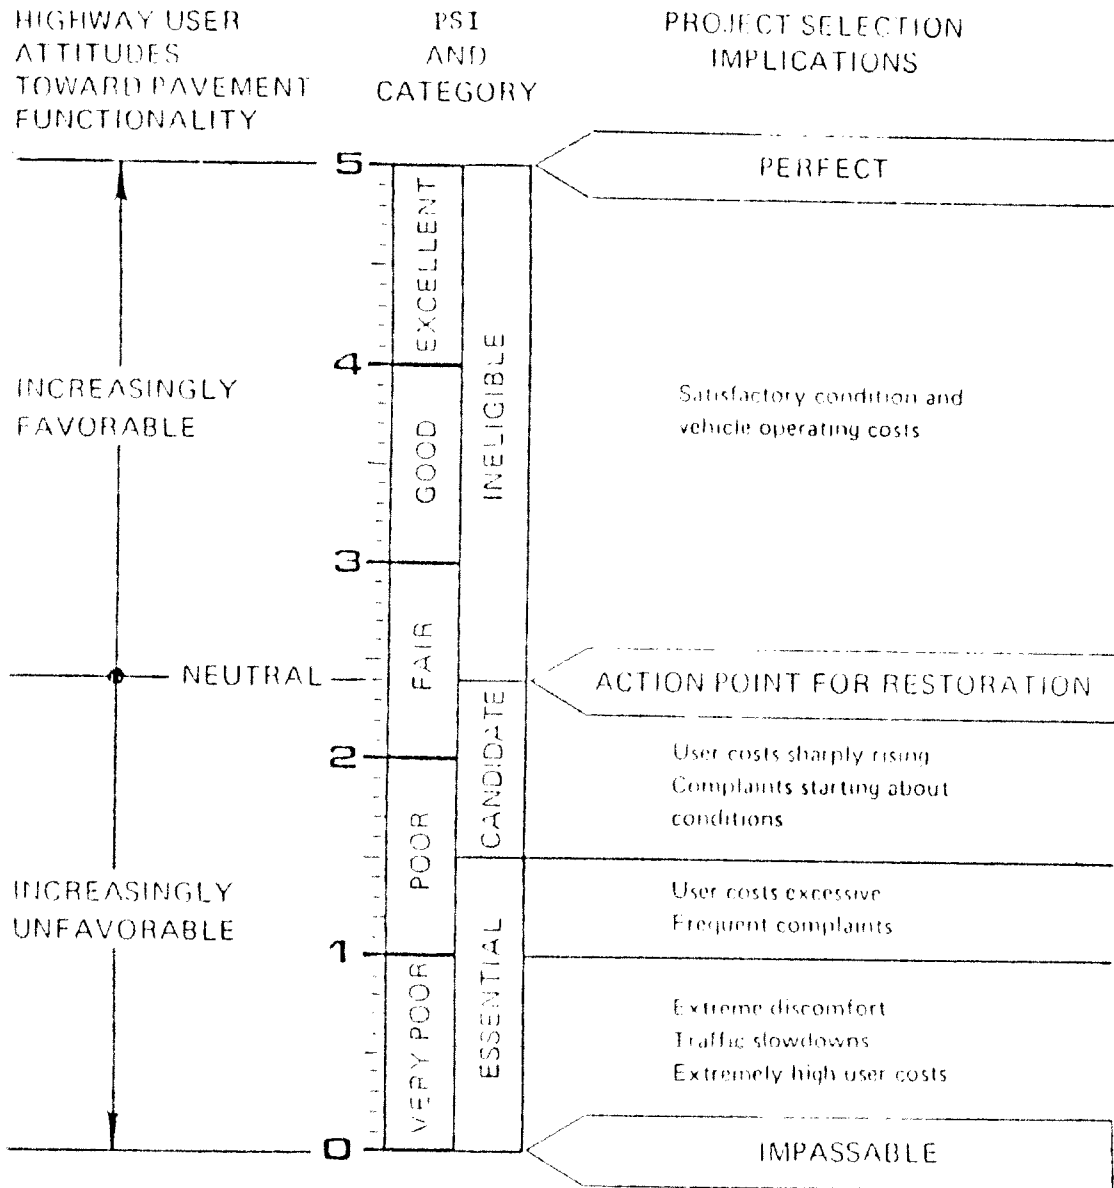 HIGHWAY USER
ATTITUDES
TOWARD PAVEMENT
FUNCTIONALITY
PSI
AND
CATEGORY
PROJECT SELECTION
IMPLICATIONS
5
PERFECT
EXCELLENT
4
INCREASINGLY
FAVORABLE
GOOD
INELIGIBLE
Satisfactory condition and
vehicle operating costs
3
FAIR
NEUTRAL
ACTION POINT FOR RESTORATION
2
CANDIDATE
User costs sharply rising
Complaints starting about
conditions
POOR
INCREASINGLY
UNFAVORABLE
User costs excessive
Frequent complaints
1
ESSENTIAL
VERY POOR
Extreme discomfort
Traffic slowdowns
Extremely high user costs
0
IMPASSABLE